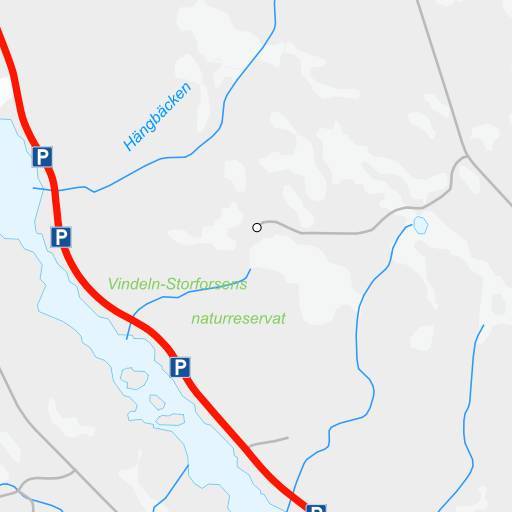 Hängbäcken
P
P
Vindeln-Storforsens
naturreservat
P
P